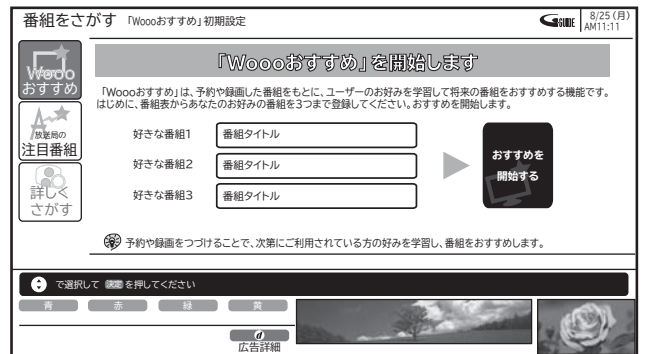 番組をさがす 「Woooおすすめ」初期設定
GGUIDE
8/25 (月)
AM11:11
Wooo
おすすめ
放送局の
注目番組
詳しく
さがす
『Woooおすすめ』を開始します
「Woooおすすめ」は、予約や録画した番組をもとに、ユーザーのお好みを学習して将来の番組をおすすめする機能です。
はじめに、番組表からあなたのお好みの番組を3つまで登録してください。おすすめを開始します。
好きな番組1 番組タイトル
好きな番組2 番組タイトル
好きな番組3 番組タイトル
おすすめを
開始する
予約や録画をつづけることで、次第にご利用されている方の好みを学習し、番組をおすすめします。
で選択して 決定 を押してください
青 赤 緑 黄
d
広告詳細